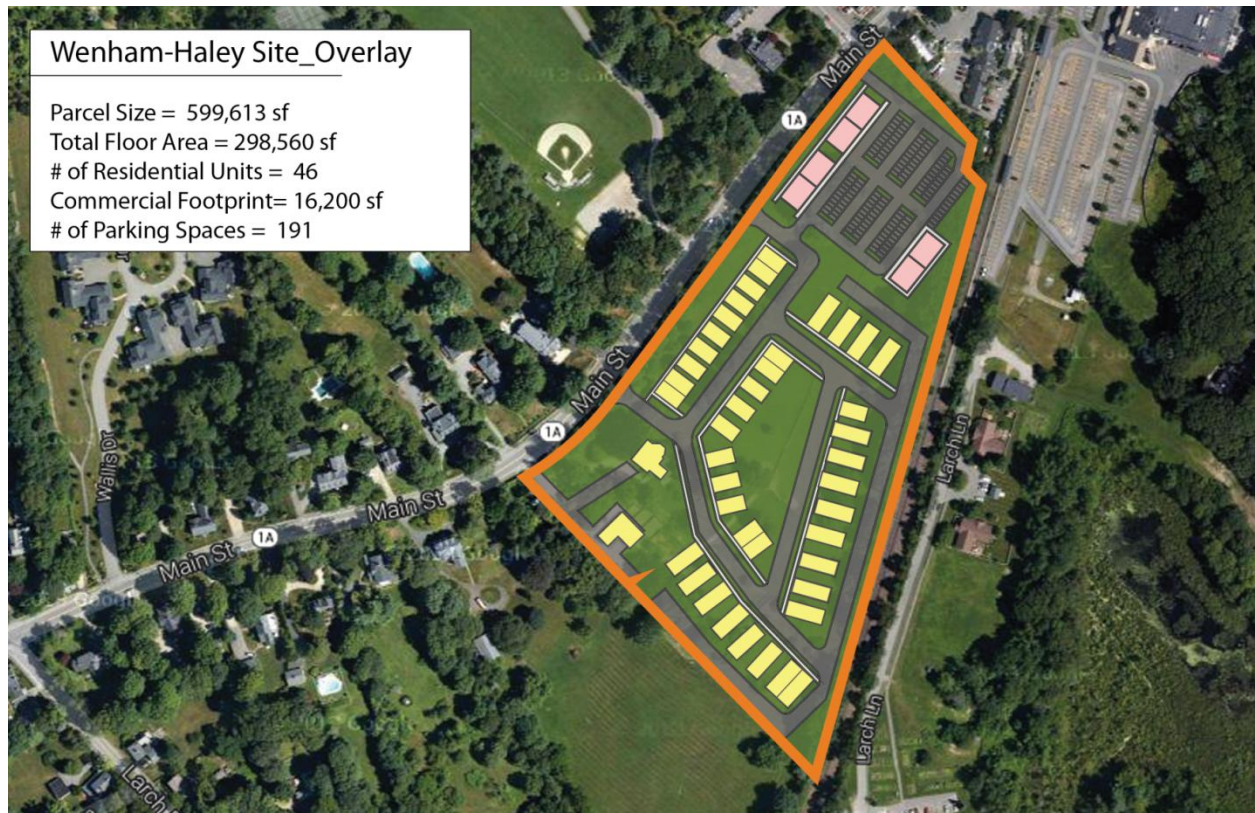 Wenham-Haley Site_Overlay
Parcel Size = 599,613 sf
Total Floor Area = 298,560 sf
# of Residential Units = 46
Commercial Footprint= 16,200 sf
# of Parking Spaces = 191
Main St
1A
Main St
1A
Main St
1A
Main St
Wallis Dr
Larch Ln
Larch Ln